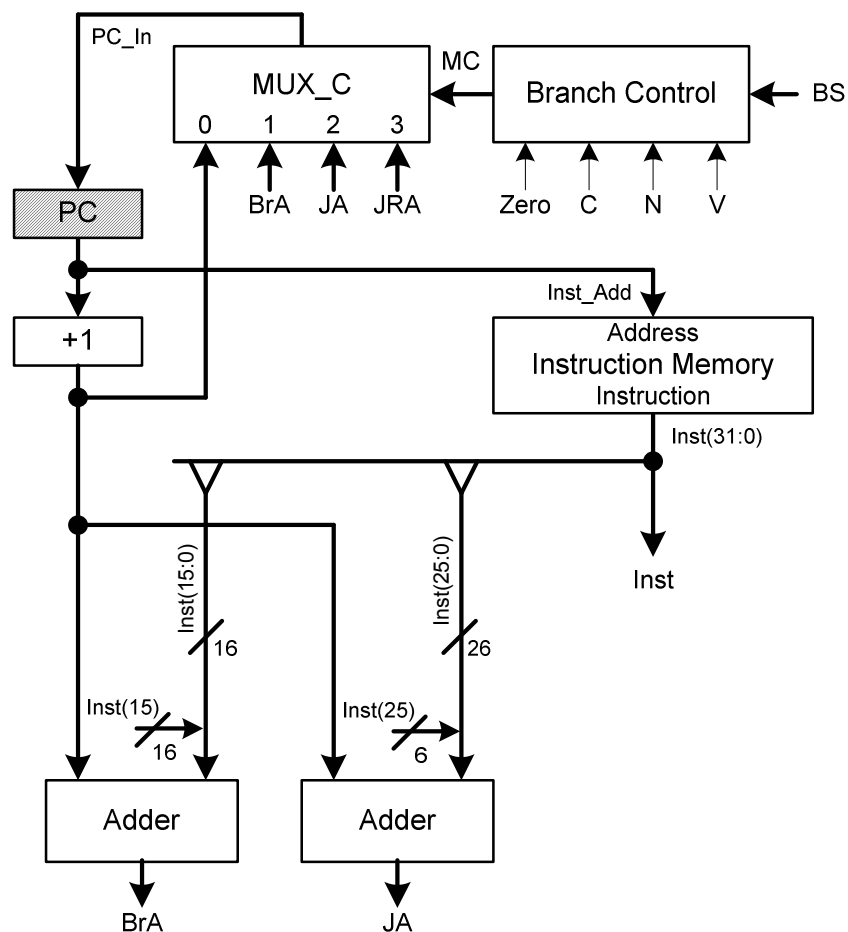 PC_In
MUX_C
0 1 2 3
MC
Branch Control
BS
BrA JA JRA
Zero C N V
PC
+1
Inst_Add
Address
Instruction Memory
Instruction
Inst(31:0)
Inst
Inst(15:0)
16
Inst(25:0)
26
Inst(15)
16
Inst(25)
6
Adder
Adder
BrA
JA